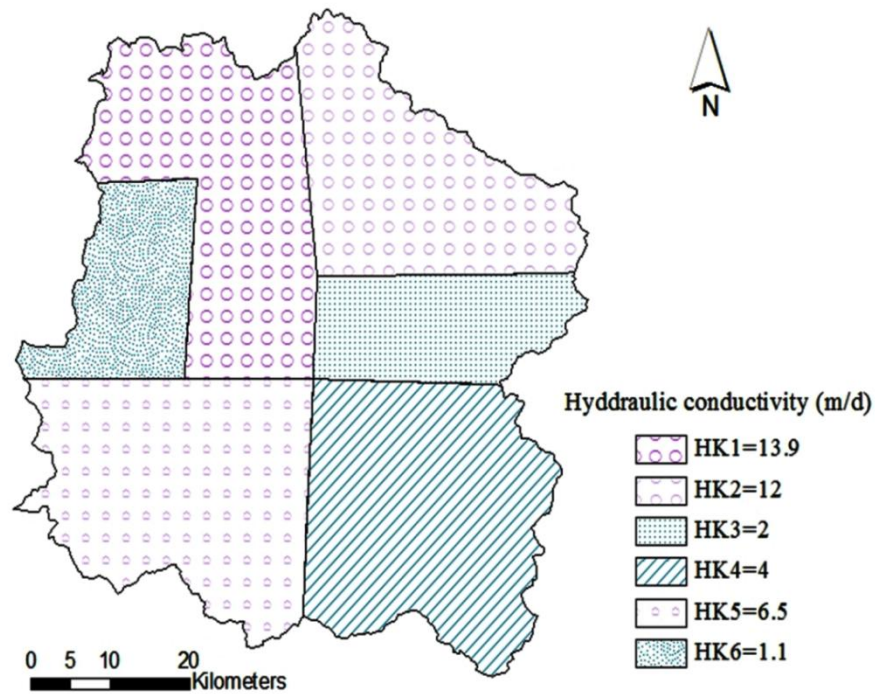 N
Hyddraulic conductivity (m/d)
HK1=13.9
HK2=12
HK3=2
HK4=4
HK5=6.5
HK6=1.1
0 5 10 20
Kilometers